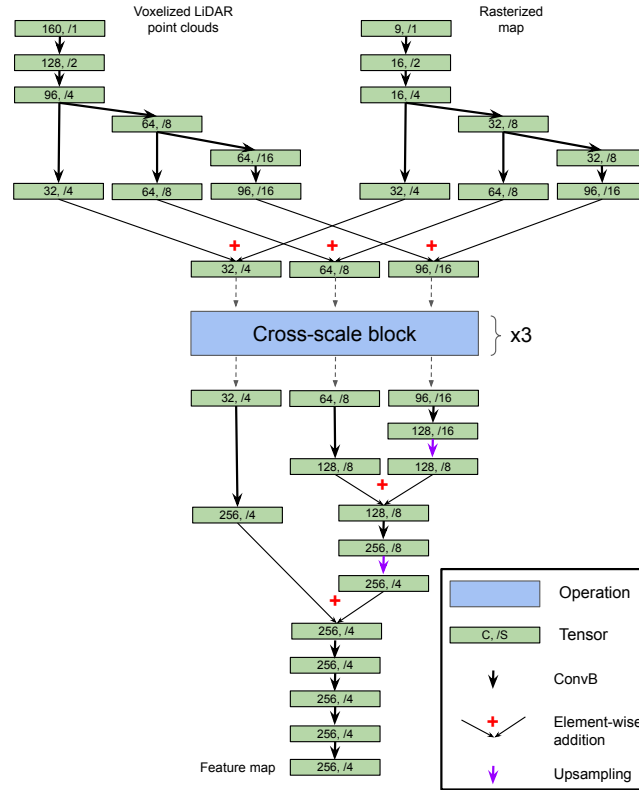 Voxelized LiDAR
point clouds
Rasterized
map
160, /1
9, /1
128, /2
16, /2
96, /4
16, /4
64, /8
32, /8
64, /16
32, /8
32, /4
64, /8
96, /16
32, /4
64, /8
96, /16
+ + +
32, /4
64, /8
96, /16
Cross-scale block
x3
32, /4
64, /8
96, /16
128, /16
128, /8
128, /8
+
256, /4
128, /8
256, /8
256, /4
+
256, /4
256, /4
256, /4
256, /4
Feature map
256, /4
Operation
C, /S
Tensor
ConvB
+
Element-wise
addition
Upsampling